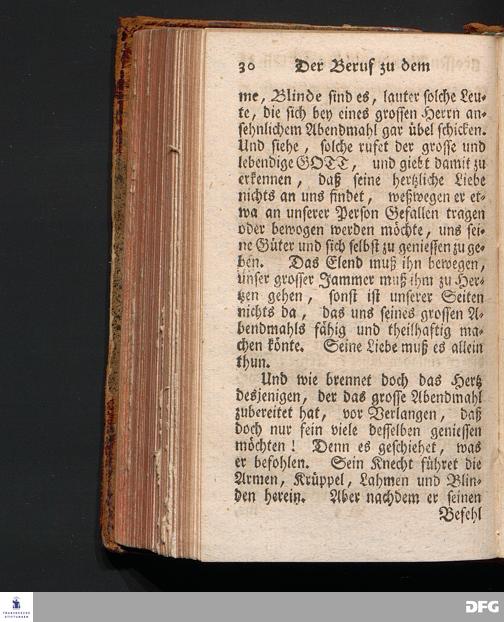 30 Der Beruf zu dem
me, Blinde sind es, lauter solche Leu-
te, die sich bey eines grossen Herrn an-
sehnlichem Abendmahl gar übel schicken.
Und siehe, solche rufet der grosse und
lebendige GOTT, und giebt damit zu
erkennen, daß seine hertzliche Liebe
nichts an uns findet, weßwegen er et-
wa an unserer Person Gefallen tragen
oder bewogen werden möchte, uns sei-
ne Güter und sich selbst zu geniessen zu ge-
ben. Das Elend muß ihn bewegen,
unser grosser Jammer muß ihm zu Her-
tzen gehen, sonst ist unserer Seiten
nichts da, das uns seines grossen A-
bendmahls fähig und theilhaftig ma-
chen könte. Seine Liebe muß es allein
thun.
Und wie brennet doch das Hertz
desjenigen, der das grosse Abendmahl
zubereitet hat, vor Verlangen, daß
doch nur fein viele desselben geniessen
möchten! Denn es geschiehet, was
er befohlen. Sein Knecht führet die
Armen, Krüppel, Lahmen und Blin-
den herein. Aber nachdem er seinen
Befehl
FRANCKESCHE
STIFTUNGEN
DFG